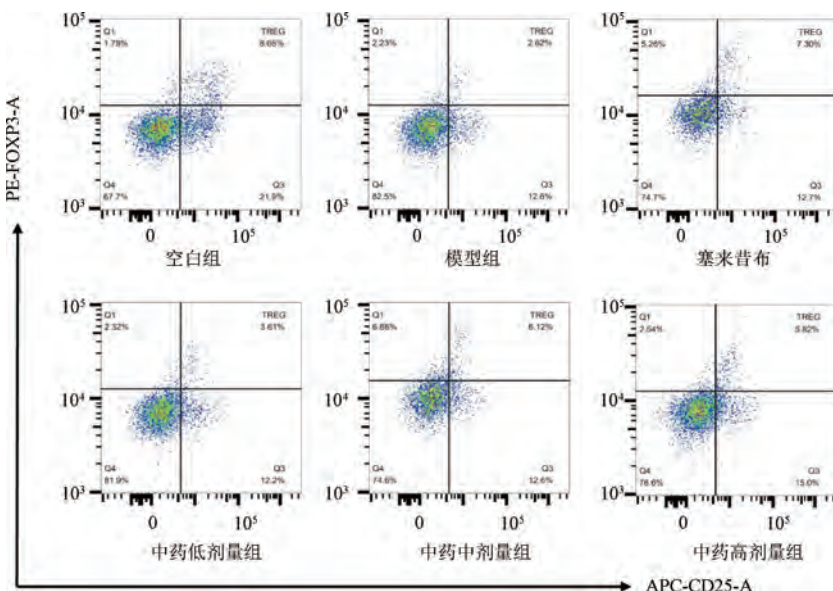 PE-FOXP3-A
10⁵
10⁴
10³
Q1
1.78%
TREG
8.66%
Q4
67.7%
Q3
21.9%
0
10⁵
空白组
10⁵
10⁴
10³
Q1
2.23%
TREG
2.62%
Q4
82.5%
Q3
12.6%
0
10⁵
模型组
10⁵
10⁴
10³
Q1
5.26%
TREG
7.30%
Q4
74.7%
Q3
12.7%
0
10⁵
塞来昔布
10⁵
10⁴
10³
Q1
2.32%
TREG
3.61%
Q4
81.9%
Q3
12.2%
0
10⁵
中药低剂量组
10⁵
10⁴
10³
Q1
6.68%
TREG
6.12%
Q4
74.6%
Q3
12.6%
0
10⁵
中药中剂量组
10⁵
10⁴
10³
Q1
2.54%
TREG
5.82%
Q4
76.6%
Q3
15.0%
0
10⁵
中药高剂量组
APC-CD25-A